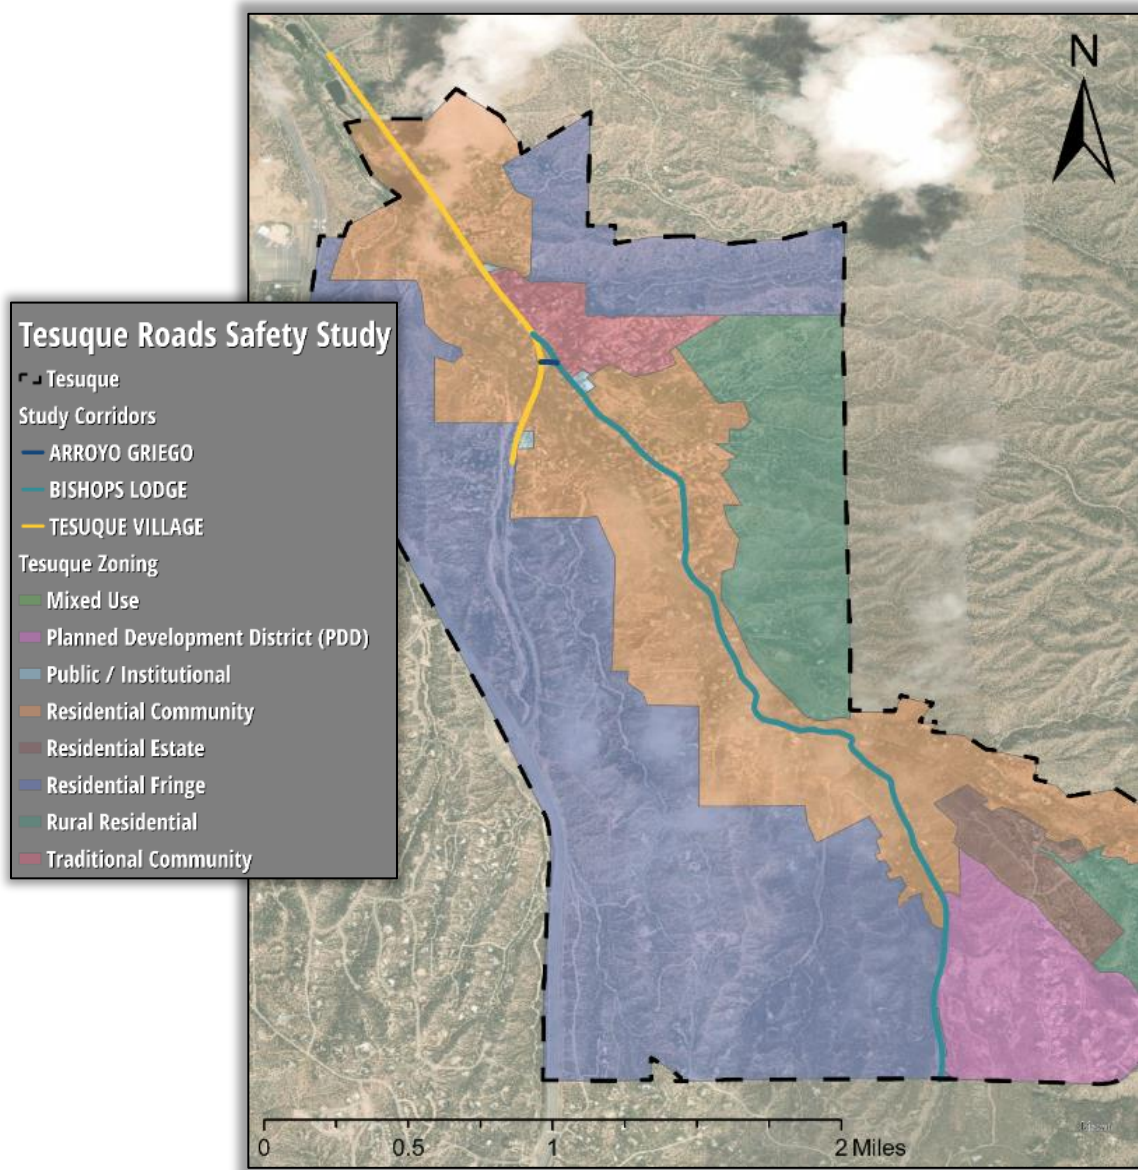 N
Tesuque Roads Safety Study
Tesuque
Study Corridors
ARROYO GRIEGO
BISHOPS LODGE
TESUQUE VILLAGE
Tesuque Zoning
Mixed Use
Planned Development District (PDD)
Public / Institutional
Residential Community
Residential Estate
Residential Fringe
Rural Residential
Traditional Community
0 0.5 1 2 Miles